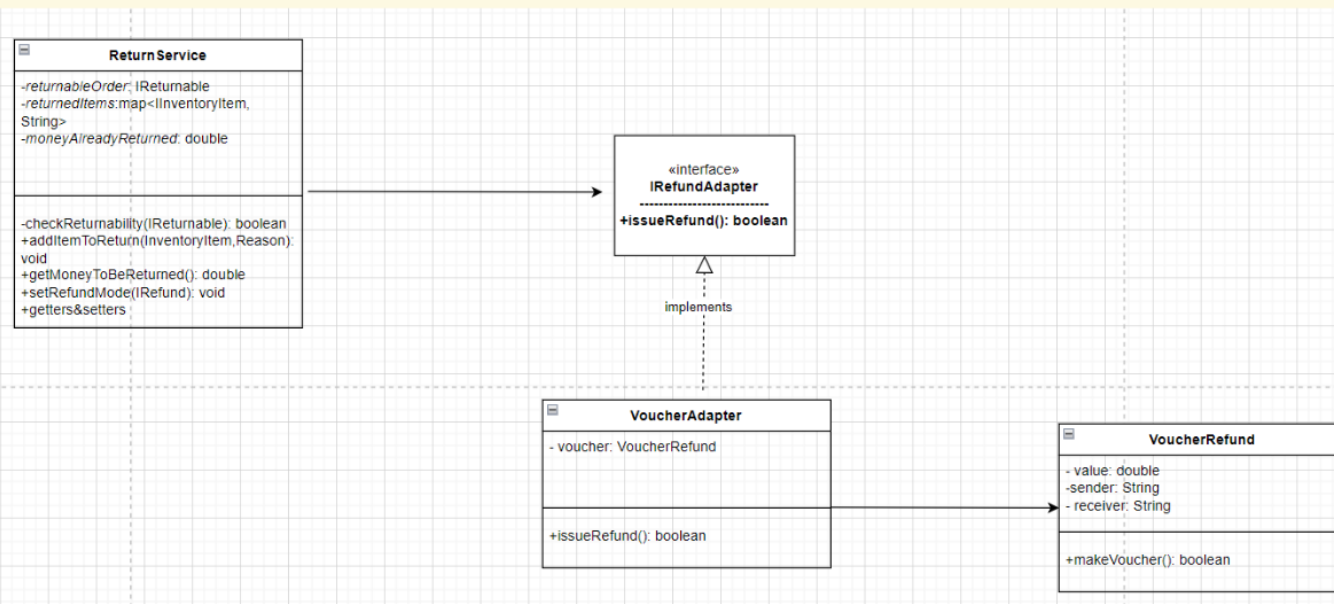 ReturnService
-returnableOrder: IReturnable
-returnedItems:map<IInventoryItem,
String>
-moneyAlreadyReturned: double
-checkReturnability(IReturnable): boolean
+addItemToReturn(InventoryItem,Reason):
void
+getMoneyToBeReturned(): double
+setRefundMode(IRefund): void
+getters&setters
«interface»
IRefundAdapter
+issueRefund(): boolean
implements
VoucherAdapter
- voucher: VoucherRefund
+issueRefund(): boolean
VoucherRefund
- value: double
-sender: String
- receiver: String
+makeVoucher(): boolean